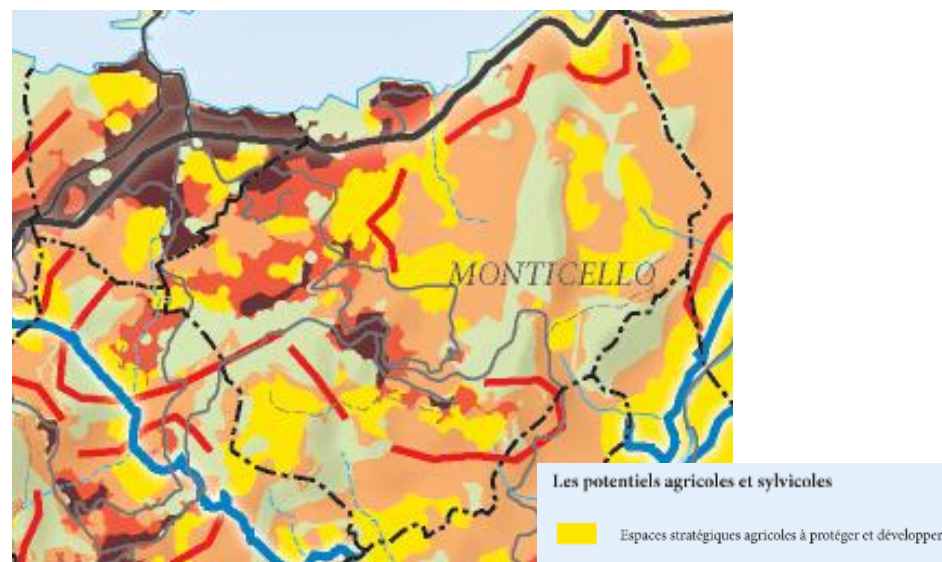 MONTICELLO
Les potentiels agricoles et sylvicoles
Espaces stratégiques agricoles à protéger et développer